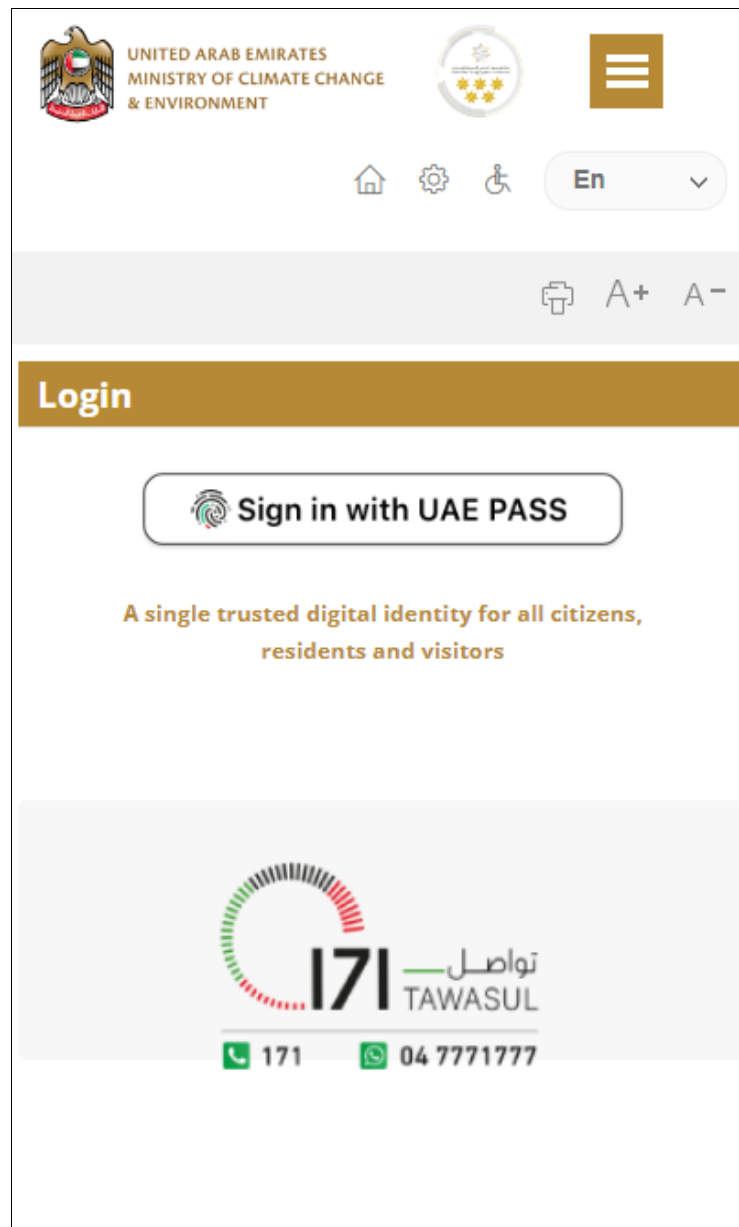 UNITED ARAB EMIRATES
MINISTRY OF CLIMATE CHANGE
& ENVIRONMENT
En
A+ A-
Login
Sign in with UAE PASS
A single trusted digital identity for all citizens,
residents and visitors
171 تواصل
TAWASUL
171 04 7771777